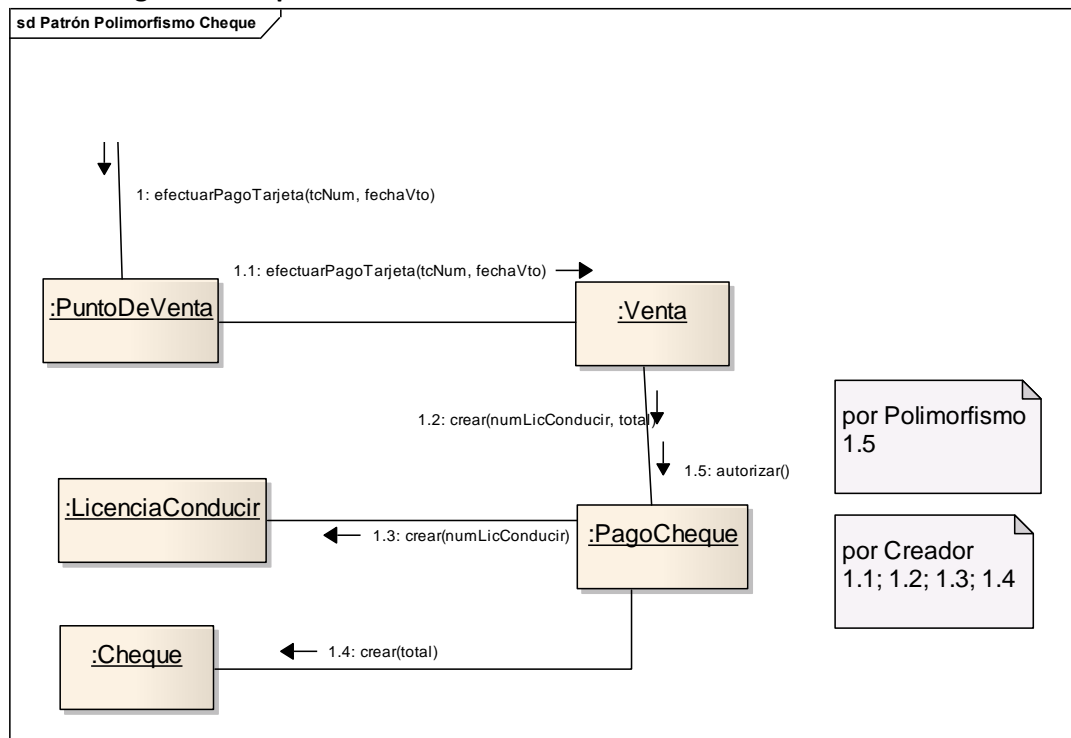 sd Patrón Polimorfismo Cheque
1: efectuarPagoTarjeta(tcNum, fechaVto)
1.1: efectuarPagoTarjeta(tcNum, fechaVto)
:PuntoDeVenta
:Venta
1.2: crear(numLicConducir, total)
por Polimorfismo
1.5
1.5: autorizar()
:LicenciaConducir
:PagoCheque
1.3: crear(numLicConducir)
por Creador
1.1; 1.2; 1.3; 1.4
:Cheque
1.4: crear(total)